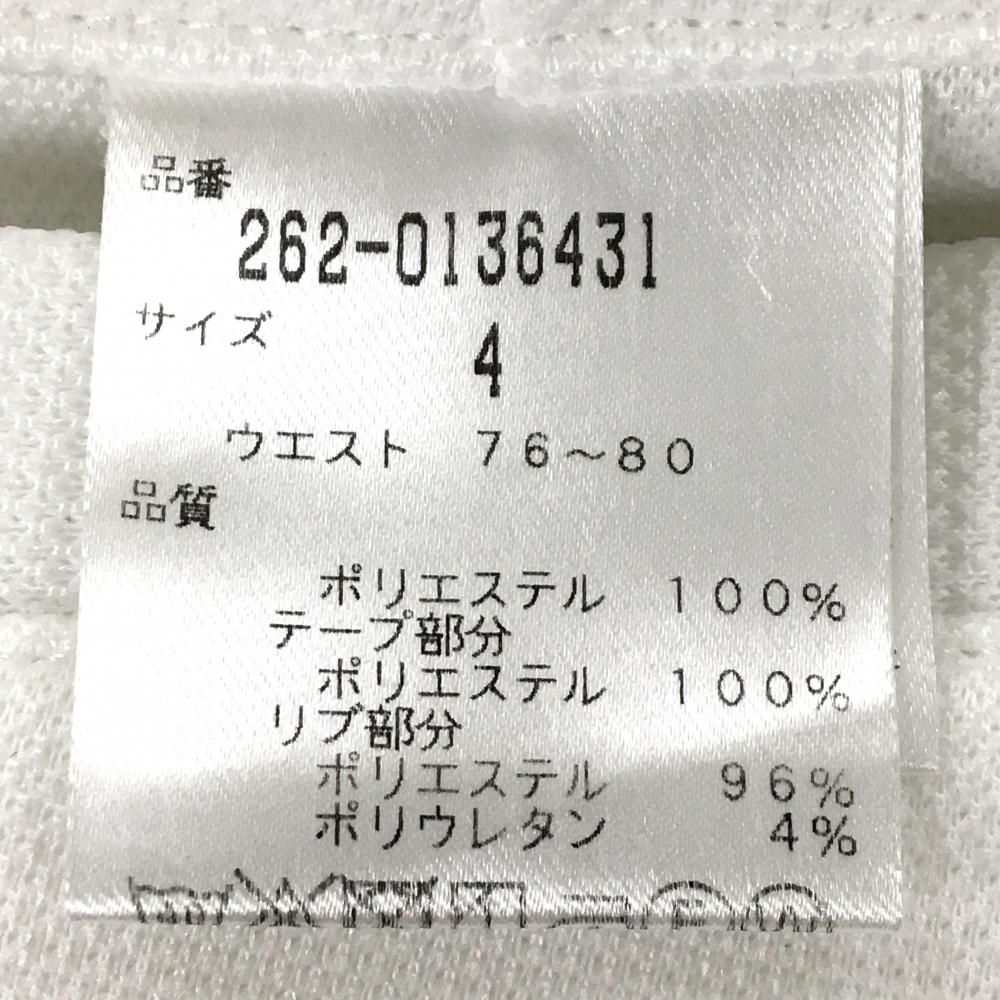 品番
262-0136431
サイズ
4
ウエスト 76~80
品質
ポリエステル 100%
テープ部分
ポリエステル 100%
リブ部分
ポリエステル 96%
ポリウレタン 4%